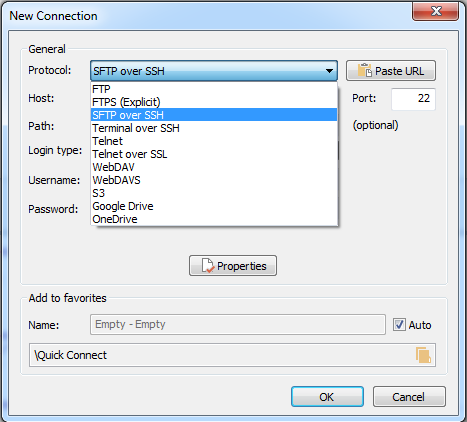 New Connection
General
Protocol: SFTP over SSH Paste URL
FTP
Host: FTPS (Explicit) Port: 22
SFTP over SSH
Path: Terminal over SSH (optional)
Telnet
Login type: Telnet over SSL
WebDAV
Username: WebDAVS
S3
Password: Google Drive
OneDrive
Properties
Add to favorites
Name: Empty - Empty Auto
\Quick Connect
OK Cancel